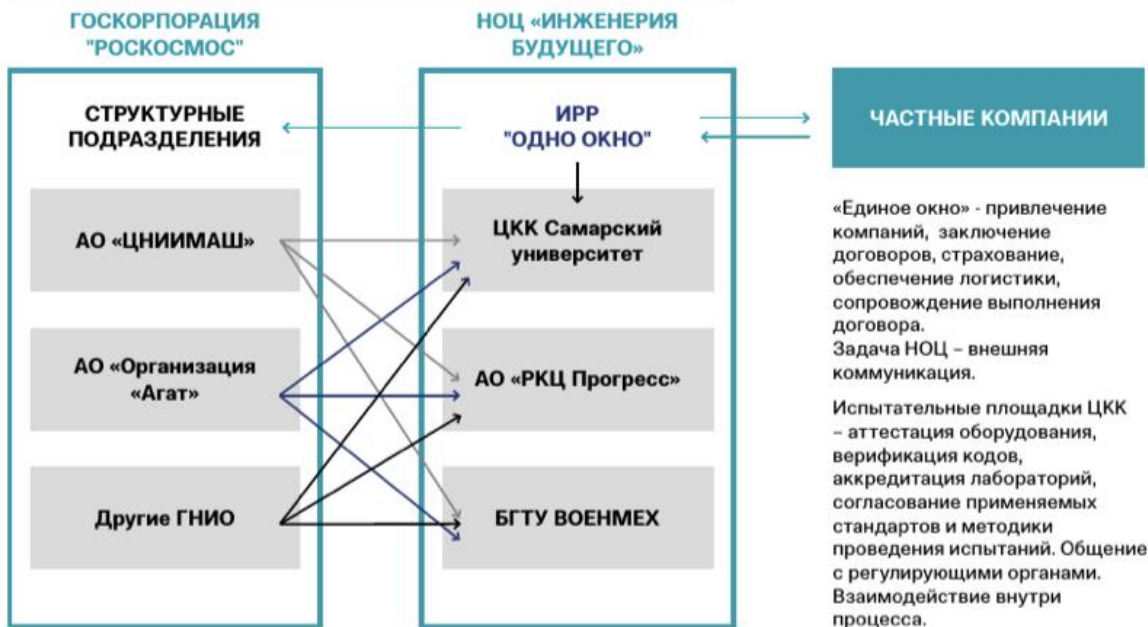 ГОСКОРПОРАЦИЯ
"РОСКОСМОС"
НОЦ «ИНЖЕНЕРИЯ
БУДУЩЕГО»
СТРУКТУРНЫЕ
ПОДРАЗДЕЛЕНИЯ
ИРР
"ОДНО ОКНО"
ЧАСТНЫЕ КОМПАНИИ
АО «ЦНИИМАШ»
ЦКК Самарский
университет
АО «Организация
«Агат»
АО «РКЦ Прогресс»
Другие ГНИО
БГТУ ВОЕНМЕХ
«Единое окно» - привлечение
компаний, заключение
договоров, страхование,
обеспечение логистики,
сопровождение выполнения
договора.
Задача НОЦ – внешняя
коммуникация.
Испытательные площадки ЦКК
– аттестация оборудования,
верификация кодов,
аккредитация лабораторий,
согласование применяемых
стандартов и методики
проведения испытаний. Общение
с регулирующими органами.
Взаимодействие внутри
процесса.